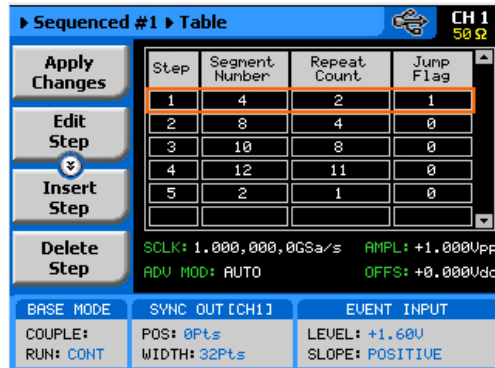 Sequenced #1 Table
CH 1
50 Ω
Apply Changes
Edit Step
Insert Step
Delete Step
Step Segment Number Repeat Count Jump Flag
1 4 2 1
2 8 4 0
3 10 8 0
4 12 11 0
5 2 1 0
SCLK: 1.000,000,0GSa/s AMPL: +1.000Vpp
ADV MOD: AUTO OFFS: +0.000Vdc
BASE MODE SYNC OUT [CH1] EVENT INPUT
COUPLE: POS: 0Pts LEVEL: +1.60V
RUN: CONT WIDTH: 32Pts SLOPE: POSITIVE